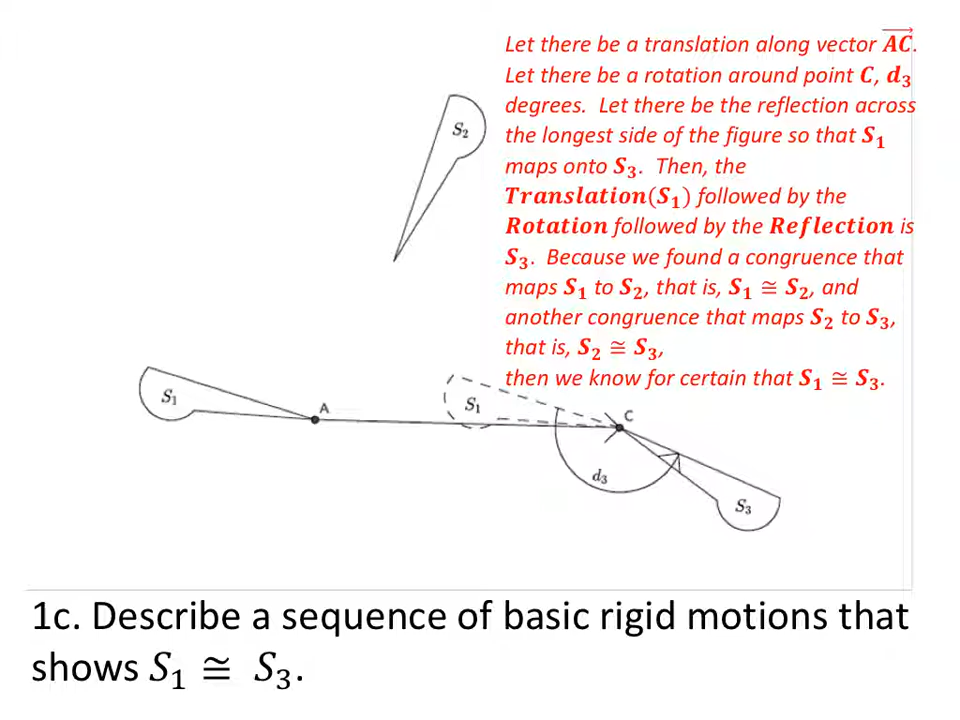 Let there be a translation along vector $\overrightarrow{AC}$.
Let there be a rotation around point C, d₃
degrees. Let there be the reflection across
the longest side of the figure so that S₁
maps onto S₃. Then, the
Translation(S₁) followed by the
Rotation followed by the Reflection is
S₃. Because we found a congruence that
maps S₁ to S₂, that is, S₁ ≅ S₂, and
another congruence that maps S₂ to S₃,
that is, S₂ ≅ S₃,
then we know for certain that S₁ ≅ S₃.
S₂
S₁
A
S₁
C
d₃
S₃
1c. Describe a sequence of basic rigid motions that
shows S₁ ≅ S₃.